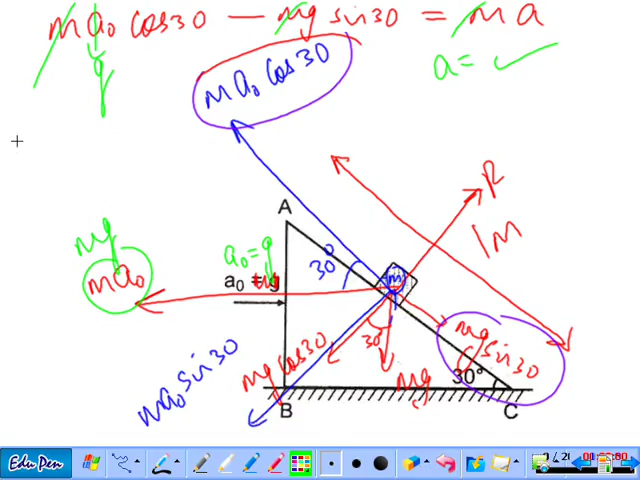 ma₀ cos30 − mg sin30 = ma
g
a =
ma₀ cos30
R
A
1M
mg
a₀ = g
ma₀
30°
a₀ = g
m
mg sin30
mg cos30
30°
ma₀ sin30
30°
mg
B
C
Edu Pen